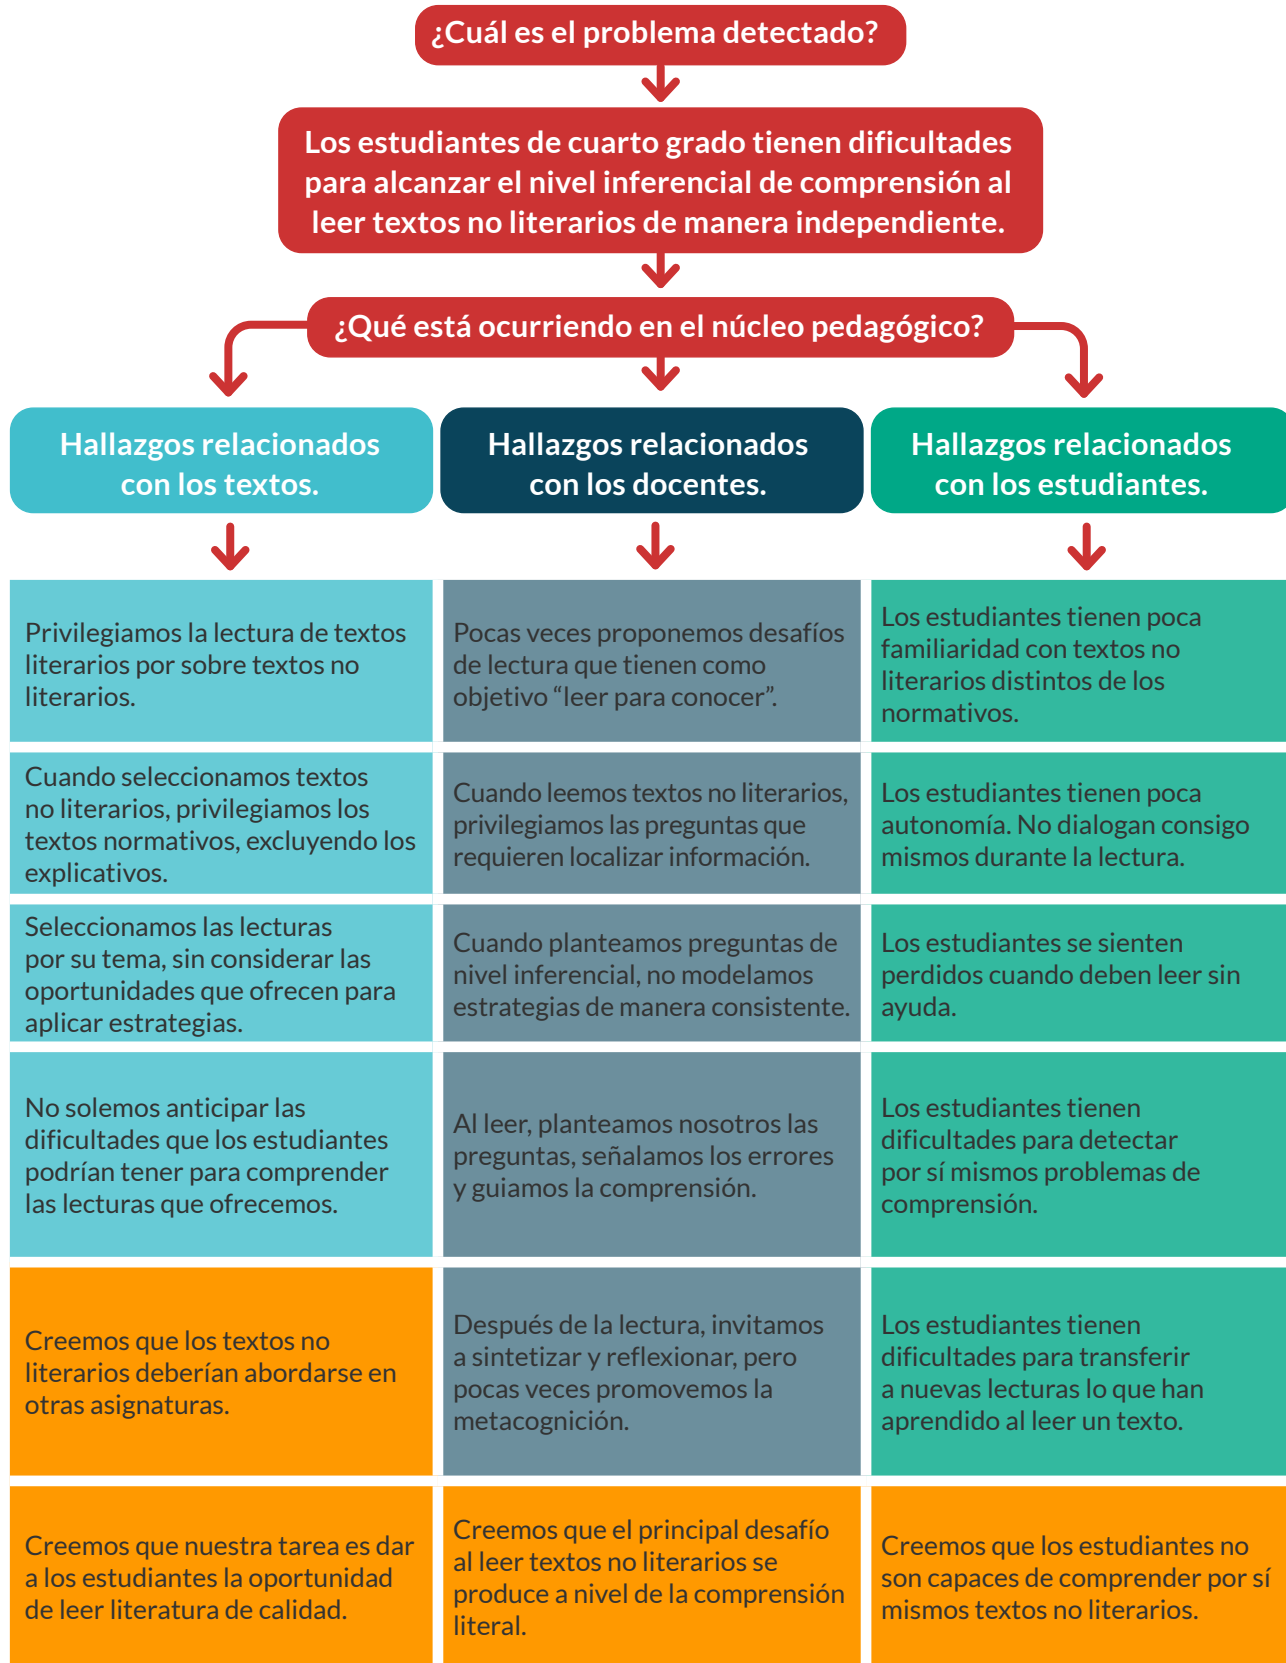 ¿Cuál es el problema detectado?
Los estudiantes de cuarto grado tienen dificultades
para alcanzar el nivel inferencial de comprensión al
leer textos no literarios de manera independiente.
¿Qué está ocurriendo en el núcleo pedagógico?
Hallazgos relacionados
con los textos.
Hallazgos relacionados
con los docentes.
Hallazgos relacionados
con los estudiantes.
Privilegiamos la lectura de textos
literarios por sobre textos no
literarios.
Pocas veces proponemos desafíos
de lectura que tienen como
objetivo “leer para conocer”.
Los estudiantes tienen poca
familiaridad con textos no
literarios distintos de los
normativos.
Cuando seleccionamos textos
no literarios, privilegiamos los
textos normativos, excluyendo los
explicativos.
Cuando leemos textos no literarios,
privilegiamos las preguntas que
requieren localizar información.
Los estudiantes tienen poca
autonomía. No dialogan consigo
mismos durante la lectura.
Seleccionamos las lecturas
por su tema, sin considerar las
oportunidades que ofrecen para
aplicar estrategias.
Cuando planteamos preguntas de
nivel inferencial, no modelamos
estrategias de manera consistente.
Los estudiantes se sienten
perdidos cuando deben leer sin
ayuda.
No solemos anticipar las
dificultades que los estudiantes
podrían tener para comprender
las lecturas que ofrecemos.
Al leer, planteamos nosotros las
preguntas, señalamos los errores
y guiamos la comprensión.
Los estudiantes tienen
dificultades para detectar
por sí mismos problemas de
comprensión.
Creemos que los textos no
literarios deberían abordarse en
otras asignaturas.
Después de la lectura, invitamos
a sintetizar y reflexionar, pero
pocas veces promovemos la
metacognición.
Los estudiantes tienen
dificultades para transferir
a nuevas lecturas lo que han
aprendido al leer un texto.
Creemos que nuestra tarea es dar
a los estudiantes la oportunidad
de leer literatura de calidad.
Creemos que el principal desafío
al leer textos no literarios se
produce a nivel de la comprensión
literal.
Creemos que los estudiantes no
son capaces de comprender por sí
mismos textos no literarios.